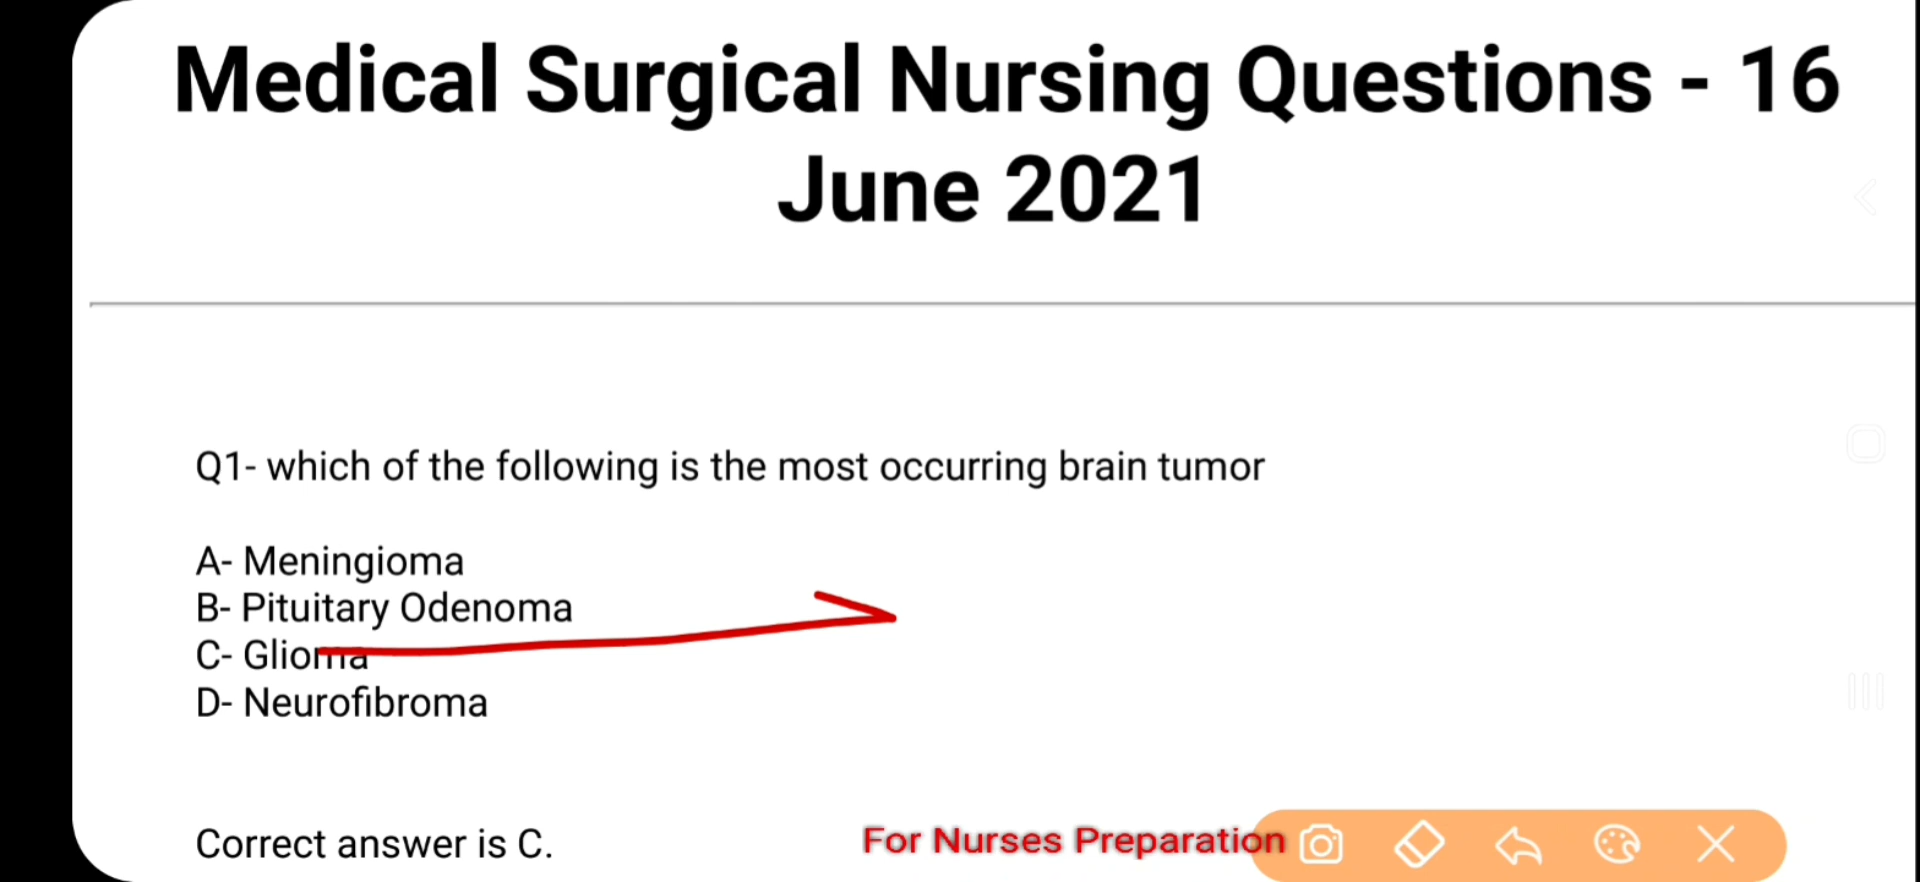 Medical Surgical Nursing Questions - 16
June 2021
Q1- which of the following is the most occurring brain tumor
A- Meningioma
B- Pituitary Odenoma
C- Glioma
D- Neurofibroma
Correct answer is C.
For Nurses Preparation